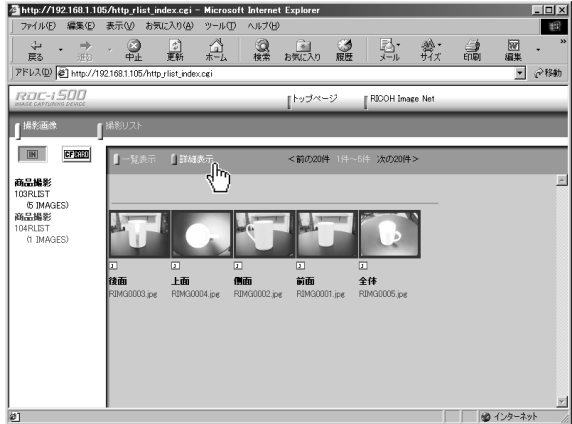 http://192.168.1.105/http_rlist_index.cgi - Microsoft Internet Explorer
ファイル(F) 編集(E) 表示(V) お気に入り(A) ツール(T) ヘルプ(H)
戻る 進む 中止 更新 ホーム 検索 お気に入り 履歴 メール サイズ 印刷 編集 »
アドレス(D) http://192.168.1.105/http_rlist_index.cgi 移動
RDC-i500
IMAGE CAPTURING DEVICE
トップページ RICOH Image Net
撮影画像 撮影リスト
IN CF CARD
一覧表示 詳細表示 <前の20件 1件~5件 次の20件>
商品撮影
103RLIST
(5 IMAGES)
商品撮影
104RLIST
(1 IMAGES)
後面 上面 側面 前面 全体
RIMG0003.jpg RIMG0004.jpg RIMG0002.jpg RIMG0001.jpg RIMG0005.jpg
インターネット